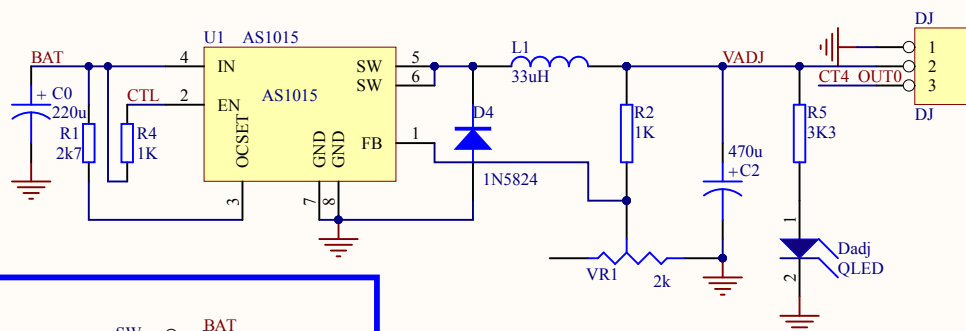 DJ
U1 AS1015
BAT
4
IN
SW
5
L1
33uH
VADJ
1
2
3
CT4 OUT0
DJ
SW
6
+ C0
220u
CTL
2
EN
AS1015
R1
2k7
R4
1K
OCSET
GND
GND
FB
1
D4
1N5824
R2
1K
470u
+C2
R5
3K3
3
7
8
VR1
2k
1
Dadj
QLED
2
SW
BAT